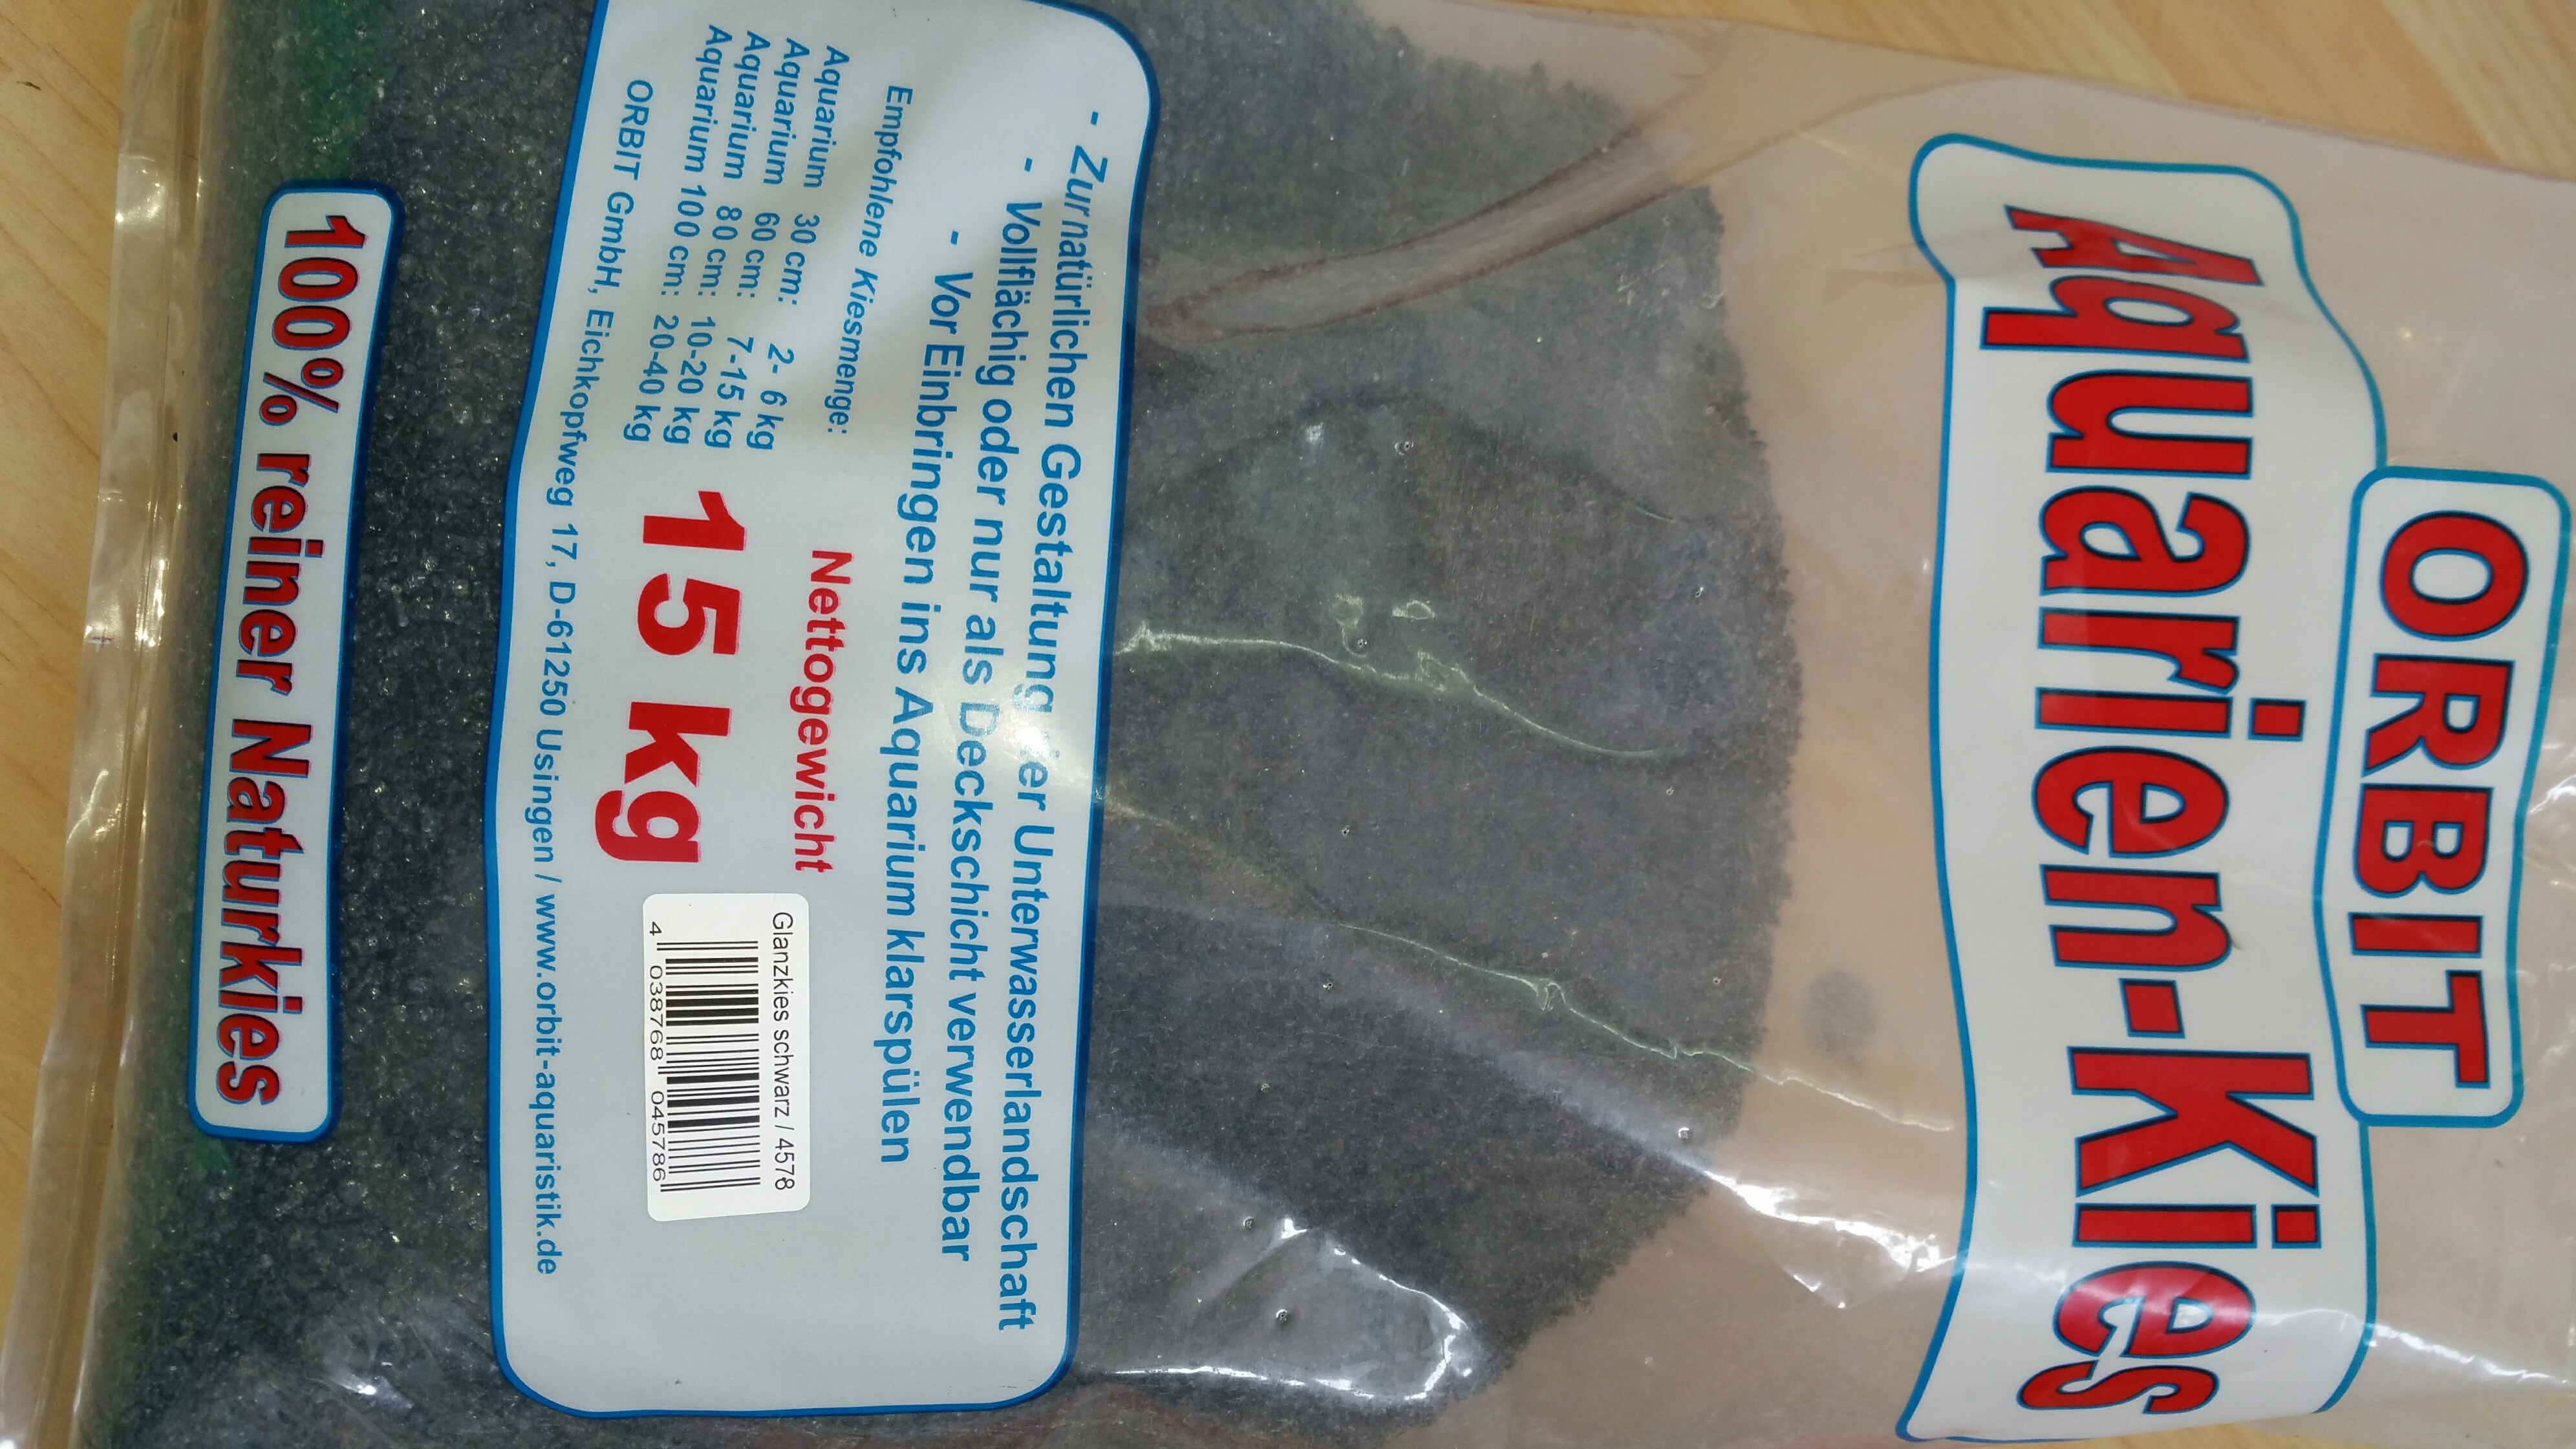 ORBIT
Aquarien-Kies
- Zur natürlichen Gestaltung der Unterwasserlandschaft
- Vollflächig oder nur als Deckschicht verwendbar
- Vor Einbringen ins Aquarium klarspülen
Empfohlene Kiesmenge:
Aquarium 30 cm: 2- 6 kg
Aquarium 60 cm: 7-15 kg
Aquarium 80 cm: 10-20 kg
Aquarium 100 cm: 20-40 kg
Nettogewicht
15 kg
Glanzkies schwarz / 4578
4 038768 045786
ORBIT GmbH, Eichkopfweg 17, D-61250 Usingen / www.orbit-aquaristik.de
100% reiner Naturkies